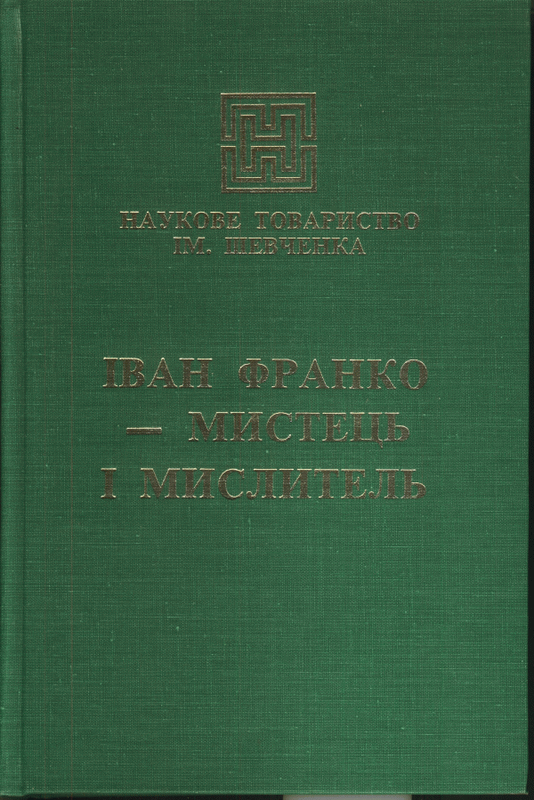 НАУКОВЕ ТОВАРИСТВО
ІМ. ШЕВЧЕНКА
ІВАН ФРАНКО
— МИСТЕЦЬ
І МИСЛИТЕЛЬ